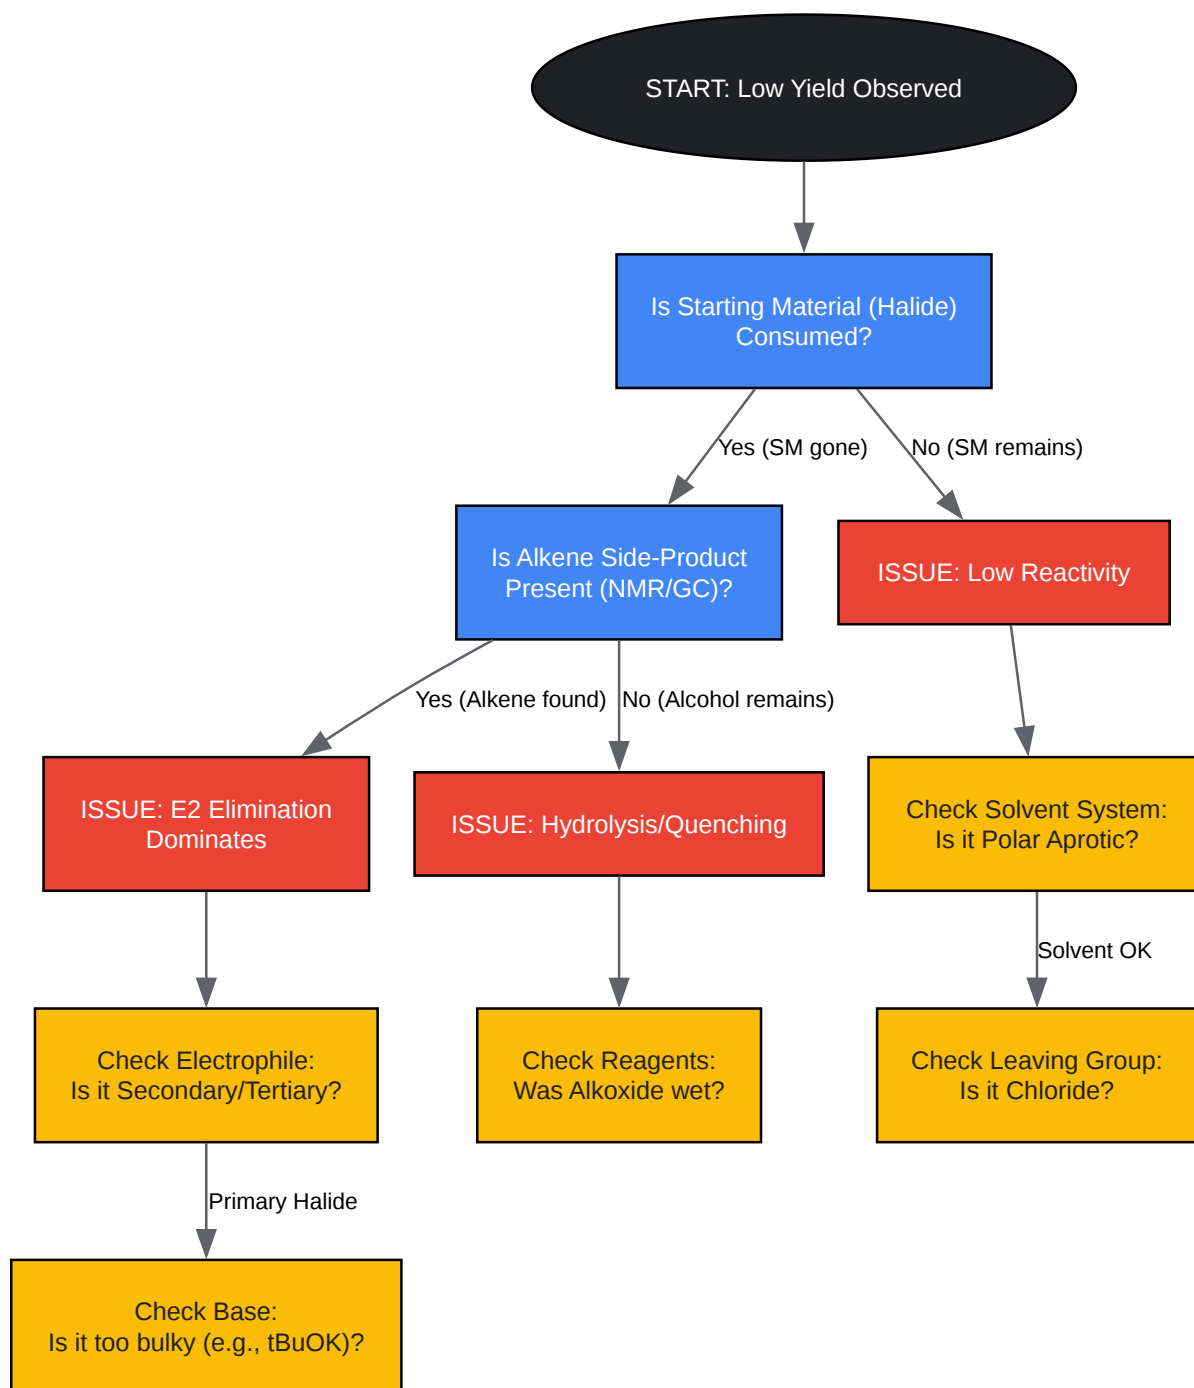 START: Low Yield Observed
Is Starting Material (Halide)
Consumed?
Yes (SM gone)
No (SM remains)
Is Alkene Side-Product
Present (NMR/GC)?
ISSUE: Low Reactivity
Yes (Alkene found)
No (Alcohol remains)
ISSUE: E2 Elimination
Dominates
ISSUE: Hydrolysis/Quenching
Check Solvent System:
Is it Polar Aprotic?
Solvent OK
Check Electrophile:
Is it Secondary/Tertiary?
Check Reagents:
Was Alkoxide wet?
Check Leaving Group:
Is it Chloride?
Primary Halide
Check Base:
Is it too bulky (e.g., tBuOK)?